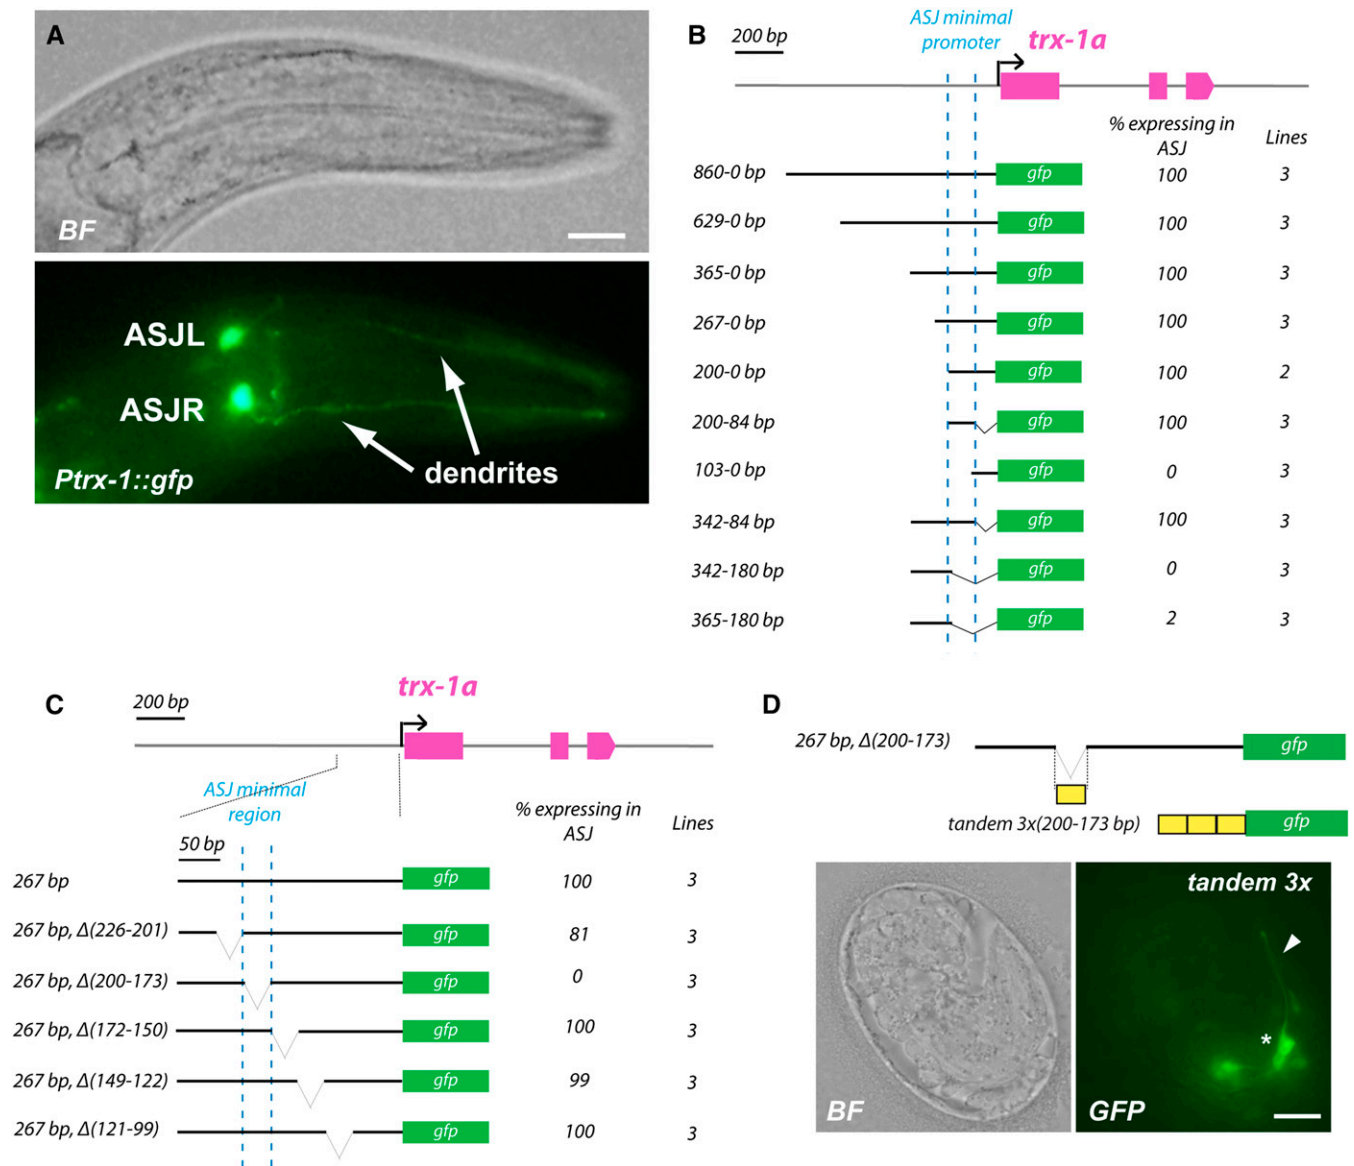 A
BF
ASJL
ASJR
dendrites
Ptrx-1::gfp
B
ASJ minimal
promoter
200 bp
trx-1a
% expressing in
ASJ
Lines
860-0 bp gfp 100 3
629-0 bp gfp 100 3
365-0 bp gfp 100 3
267-0 bp gfp 100 3
200-0 bp gfp 100 2
200-84 bp gfp 100 3
103-0 bp gfp 0 3
342-84 bp gfp 100 3
342-180 bp gfp 0 3
365-180 bp gfp 2 3
C
200 bp
trx-1a
ASJ minimal
region
50 bp
% expressing in
ASJ
Lines
267 bp gfp 100 3
267 bp, Δ(226-201) gfp 81 3
267 bp, Δ(200-173) gfp 0 3
267 bp, Δ(172-150) gfp 100 3
267 bp, Δ(149-122) gfp 99 3
267 bp, Δ(121-99) gfp 100 3
D
267 bp, Δ(200-173) gfp
tandem 3x(200-173 bp) gfp
BF
tandem 3x
*
GFP